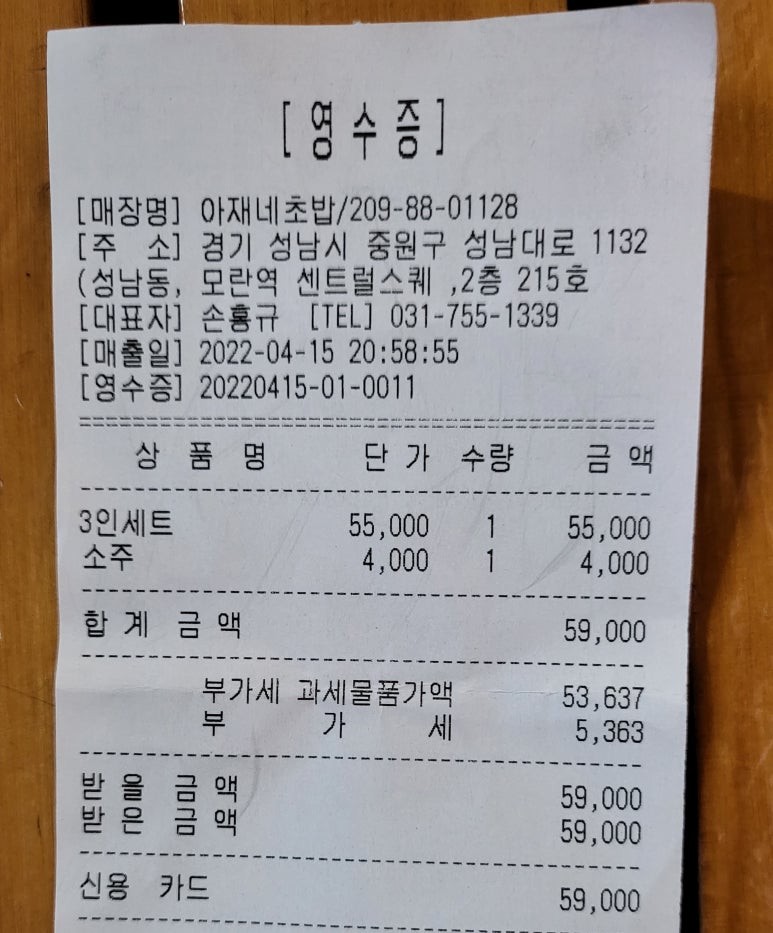 [영수증]
[매장명] 아재네초밥/209-88-01128
[주 소] 경기 성남시 중원구 성남대로 1132
(성남동, 모란역 센트럴스퀘 ,2층 215호
[대표자] 손홍규 [TEL] 031-755-1339
[매출일] 2022-04-15 20:58:55
[영수증] 20220415-01-0011
상 품 명 단 가 수량 금 액
3인세트 55,000 1 55,000
소주 4,000 1 4,000
합 계 금 액 59,000
부가세 과세물품가액 53,637
부 가 세 5,363
받 을 금 액 59,000
받 은 금 액 59,000
신용 카드 59,000